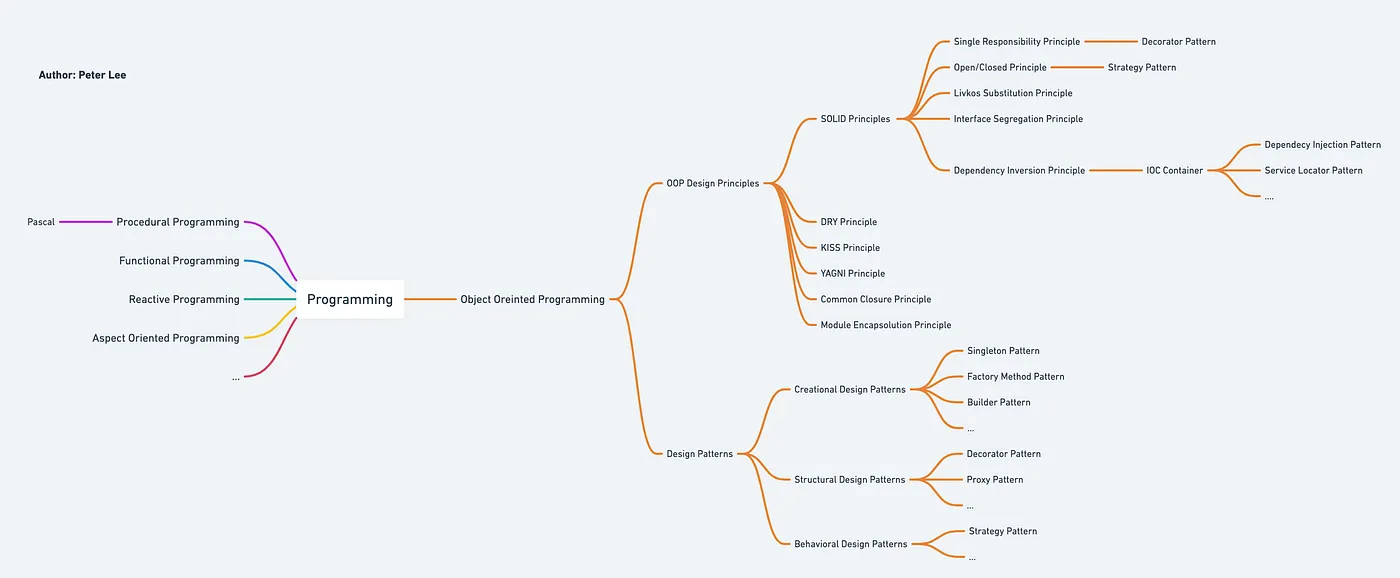 Author: Peter Lee
Programming
Procedural Programming
Pascal
Functional Programming
Reactive Programming
Aspect Oriented Programming
...
Object Oreinted Programming
OOP Design Principles
SOLID Principles
Single Responsibility Principle
Decorator Pattern
Open/Closed Principle
Strategy Pattern
Livkos Substitution Principle
Interface Segregation Principle
Dependency Inversion Principle
IOC Container
Dependecy Injection Pattern
Service Locator Pattern
....
DRY Principle
KISS Principle
YAGNI Principle
Common Closure Principle
Module Encapsolution Principle
Design Patterns
Creational Design Patterns
Singleton Pattern
Factory Method Pattern
Builder Pattern
...
Structural Design Patterns
Decorator Pattern
Proxy Pattern
...
Behavioral Design Patterns
Strategy Pattern
...